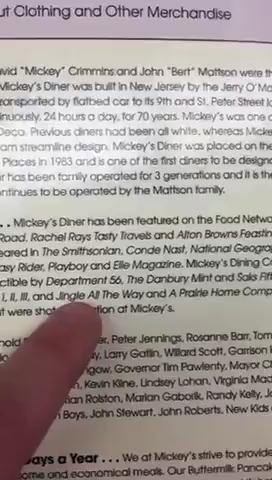 ut Clothing and Other Merchandise
vid "Mickey" Crimmins and John "Bert" Mattson were th
Mickey's Diner was built in New Jersey by the Jerry O'Ma
ransported by flatbed car to its 9th and St. Peter Street lo
inuously, 24 hours a day, for 70 years. Mickey's was one o
Deco. Previous diners had been all white, whereas Micke
am streamline design. Mickey's Diner was placed on the
Places in 1983 and is one of the first diners to be design
r has been family operated for 3 generations and it is the
ntinues to be operated by the Mattson family.
. . Mickey's Diner has been featured on the Food Netwo
Road, Rachel Rays Tasty Travels and Alton Browns Feastin
eared in The Smithsonian, Conde Nast, National Geogra
asy Rider, Playboy and Elle Magazine. Mickey's Dining C
ctible by Department 56, The Danbury Mint and Saks Fift
I, II, III, and Jingle All The Way and A Prairie Home Comp
t were shot at Mickey's.
Peter Jennings, Rosanne Barr, Tom
Larry Gatlin, Willard Scott, Garrison
Governor Tim Pawlenty, Mayor C
Kevin Kline, Lindsey Lohan, Virginia Mad
Rolston, Marian Gaborik, Randy Kelly, J
Boys, John Stewart, John Roberts, New Kids
Days a Year . . . We at Mickey's strive to provide
ome and economical meals. Our Buttermilk Pancak